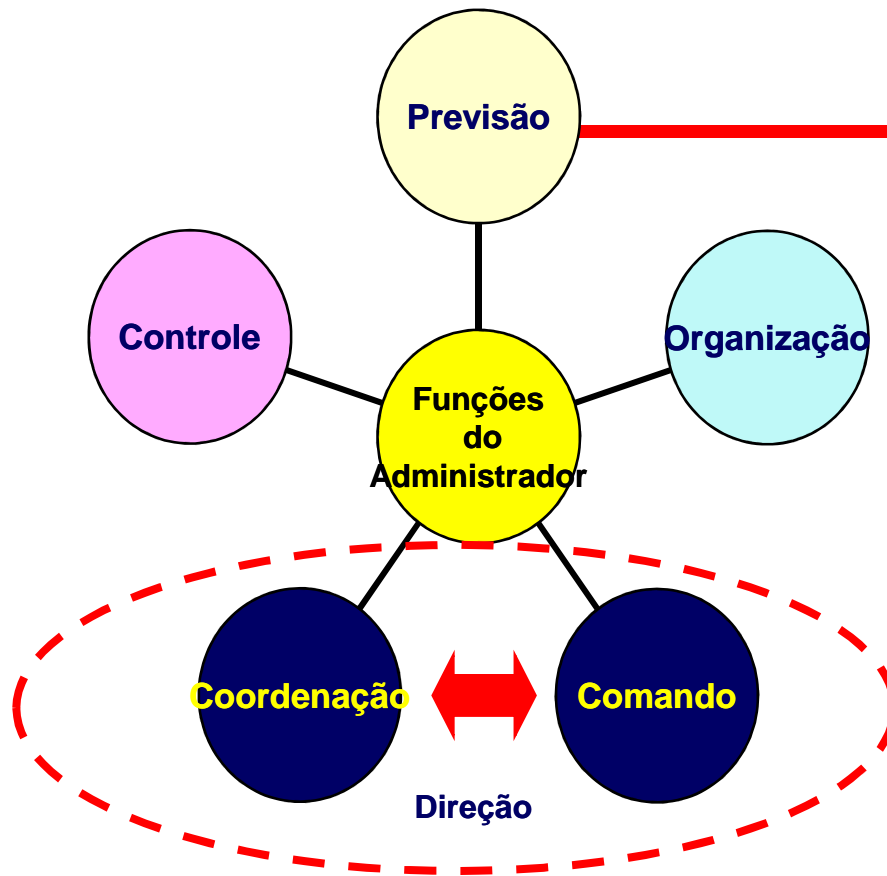 Previsão
Controle
Organização
Funções
do
Administrador
Coordenação
Comando
Direção